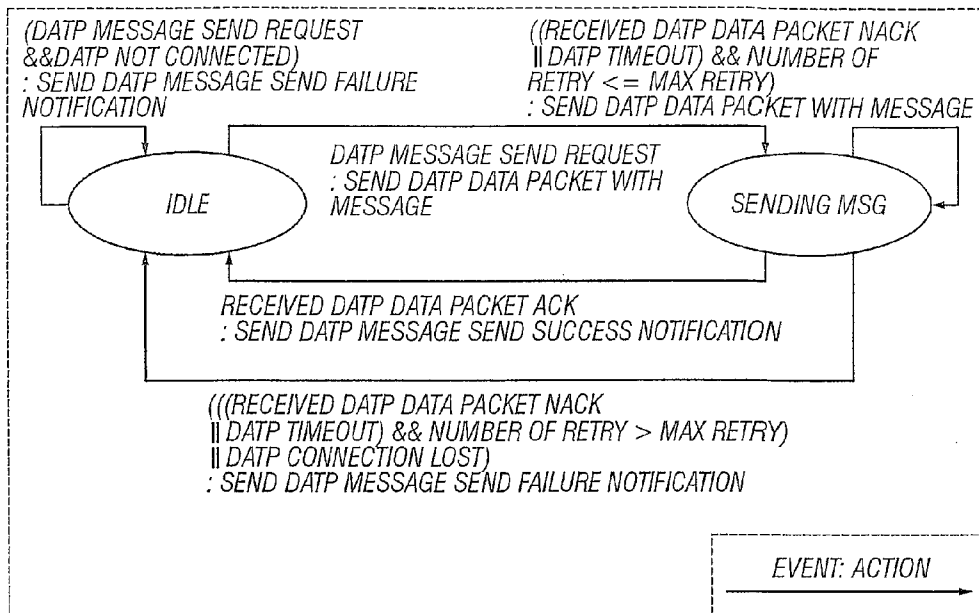 (DATP MESSAGE SEND REQUEST
&&DATP NOT CONNECTED)
: SEND DATP MESSAGE SEND FAILURE
NOTIFICATION
((RECEIVED DATP DATA PACKET NACK
|| DATP TIMEOUT) && NUMBER OF
RETRY <= MAX RETRY)
: SEND DATP DATA PACKET WITH MESSAGE
IDLE
DATP MESSAGE SEND REQUEST
: SEND DATP DATA PACKET WITH
MESSAGE
SENDING MSG
RECEIVED DATP DATA PACKET ACK
: SEND DATP MESSAGE SEND SUCCESS NOTIFICATION
(((RECEIVED DATP DATA PACKET NACK
|| DATP TIMEOUT) && NUMBER OF RETRY > MAX RETRY)
|| DATP CONNECTION LOST)
: SEND DATP MESSAGE SEND FAILURE NOTIFICATION
EVENT: ACTION